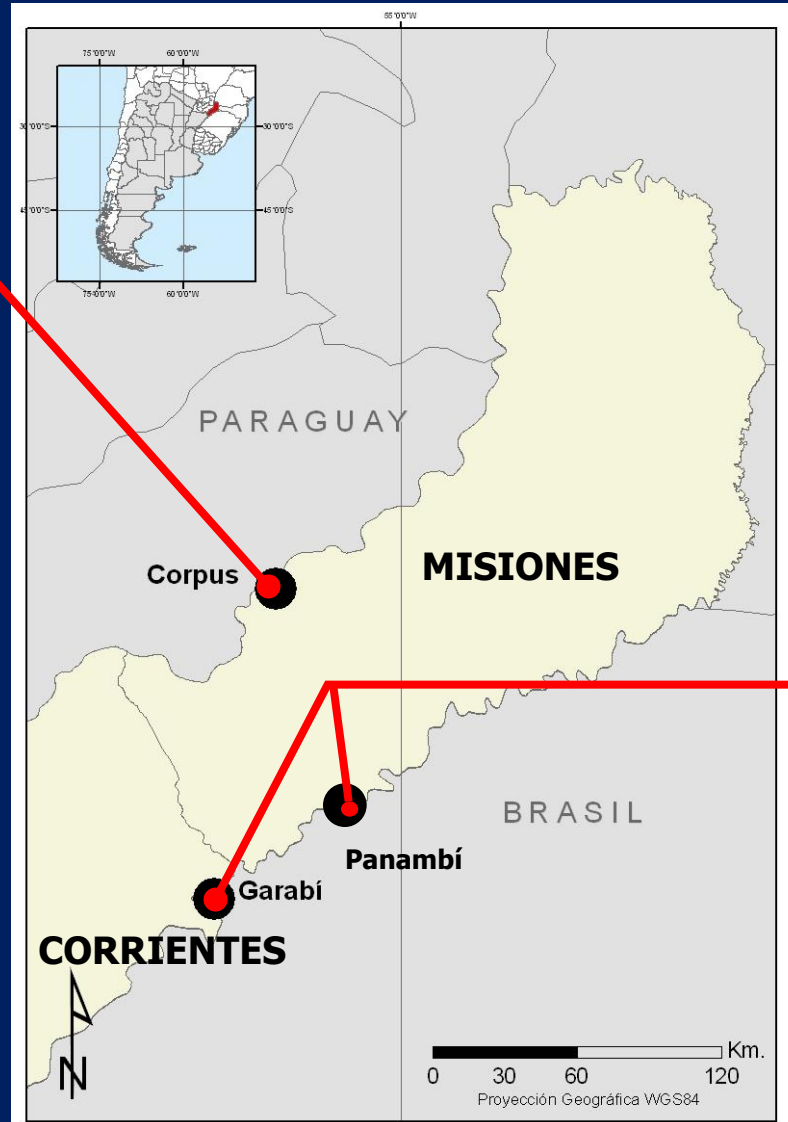 55°0'0"W
75°0'0"W 60°0'0"W
30°0'0"S 30°0'0"S
45°0'0"S 45°0'0"S
75°0'0"W 60°0'0"W
PARAGUAY
Corpus
MISIONES
BRASIL
Panambí
Garabí
CORRIENTES
N
Km.
0 30 60 120
Proyección Geográfica WGS84